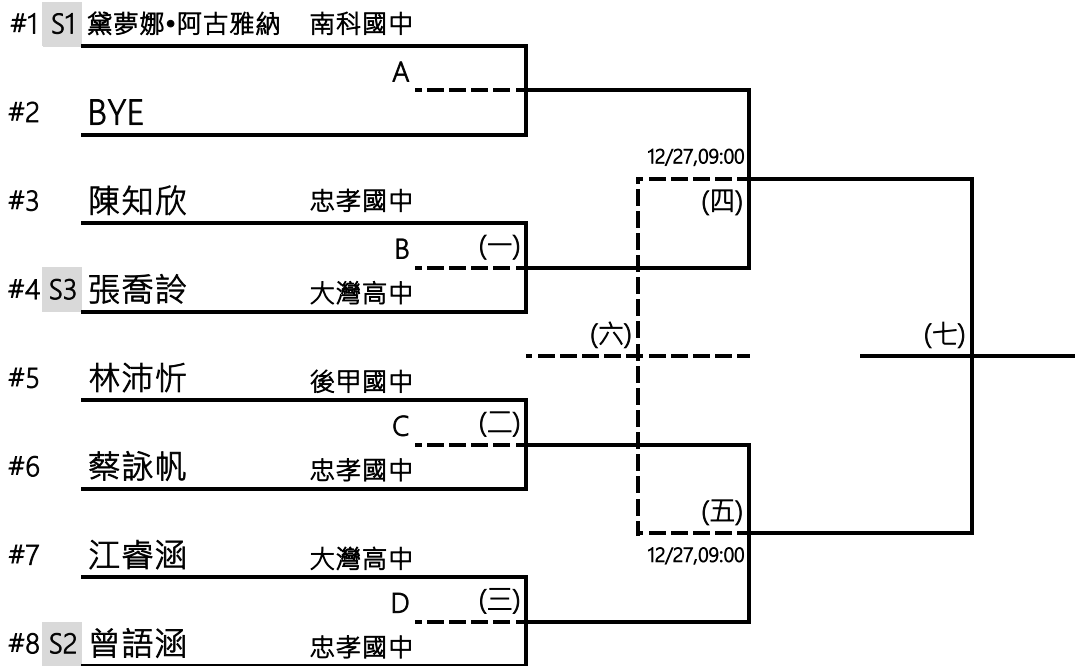 #1 S1 黛夢娜•阿古雅納 南科國中
A
#2 BYE
12/27,09:00
#3 陳知欣 忠孝國中
(四)
B (一)
#4 S3 張喬詅 大灣高中
(六) (七)
#5 林沛忻 後甲國中
C (二)
#6 蔡詠帆 忠孝國中
(五)
#7 江睿涵 大灣高中
12/27,09:00
D (三)
#8 S2 曾語涵 忠孝國中